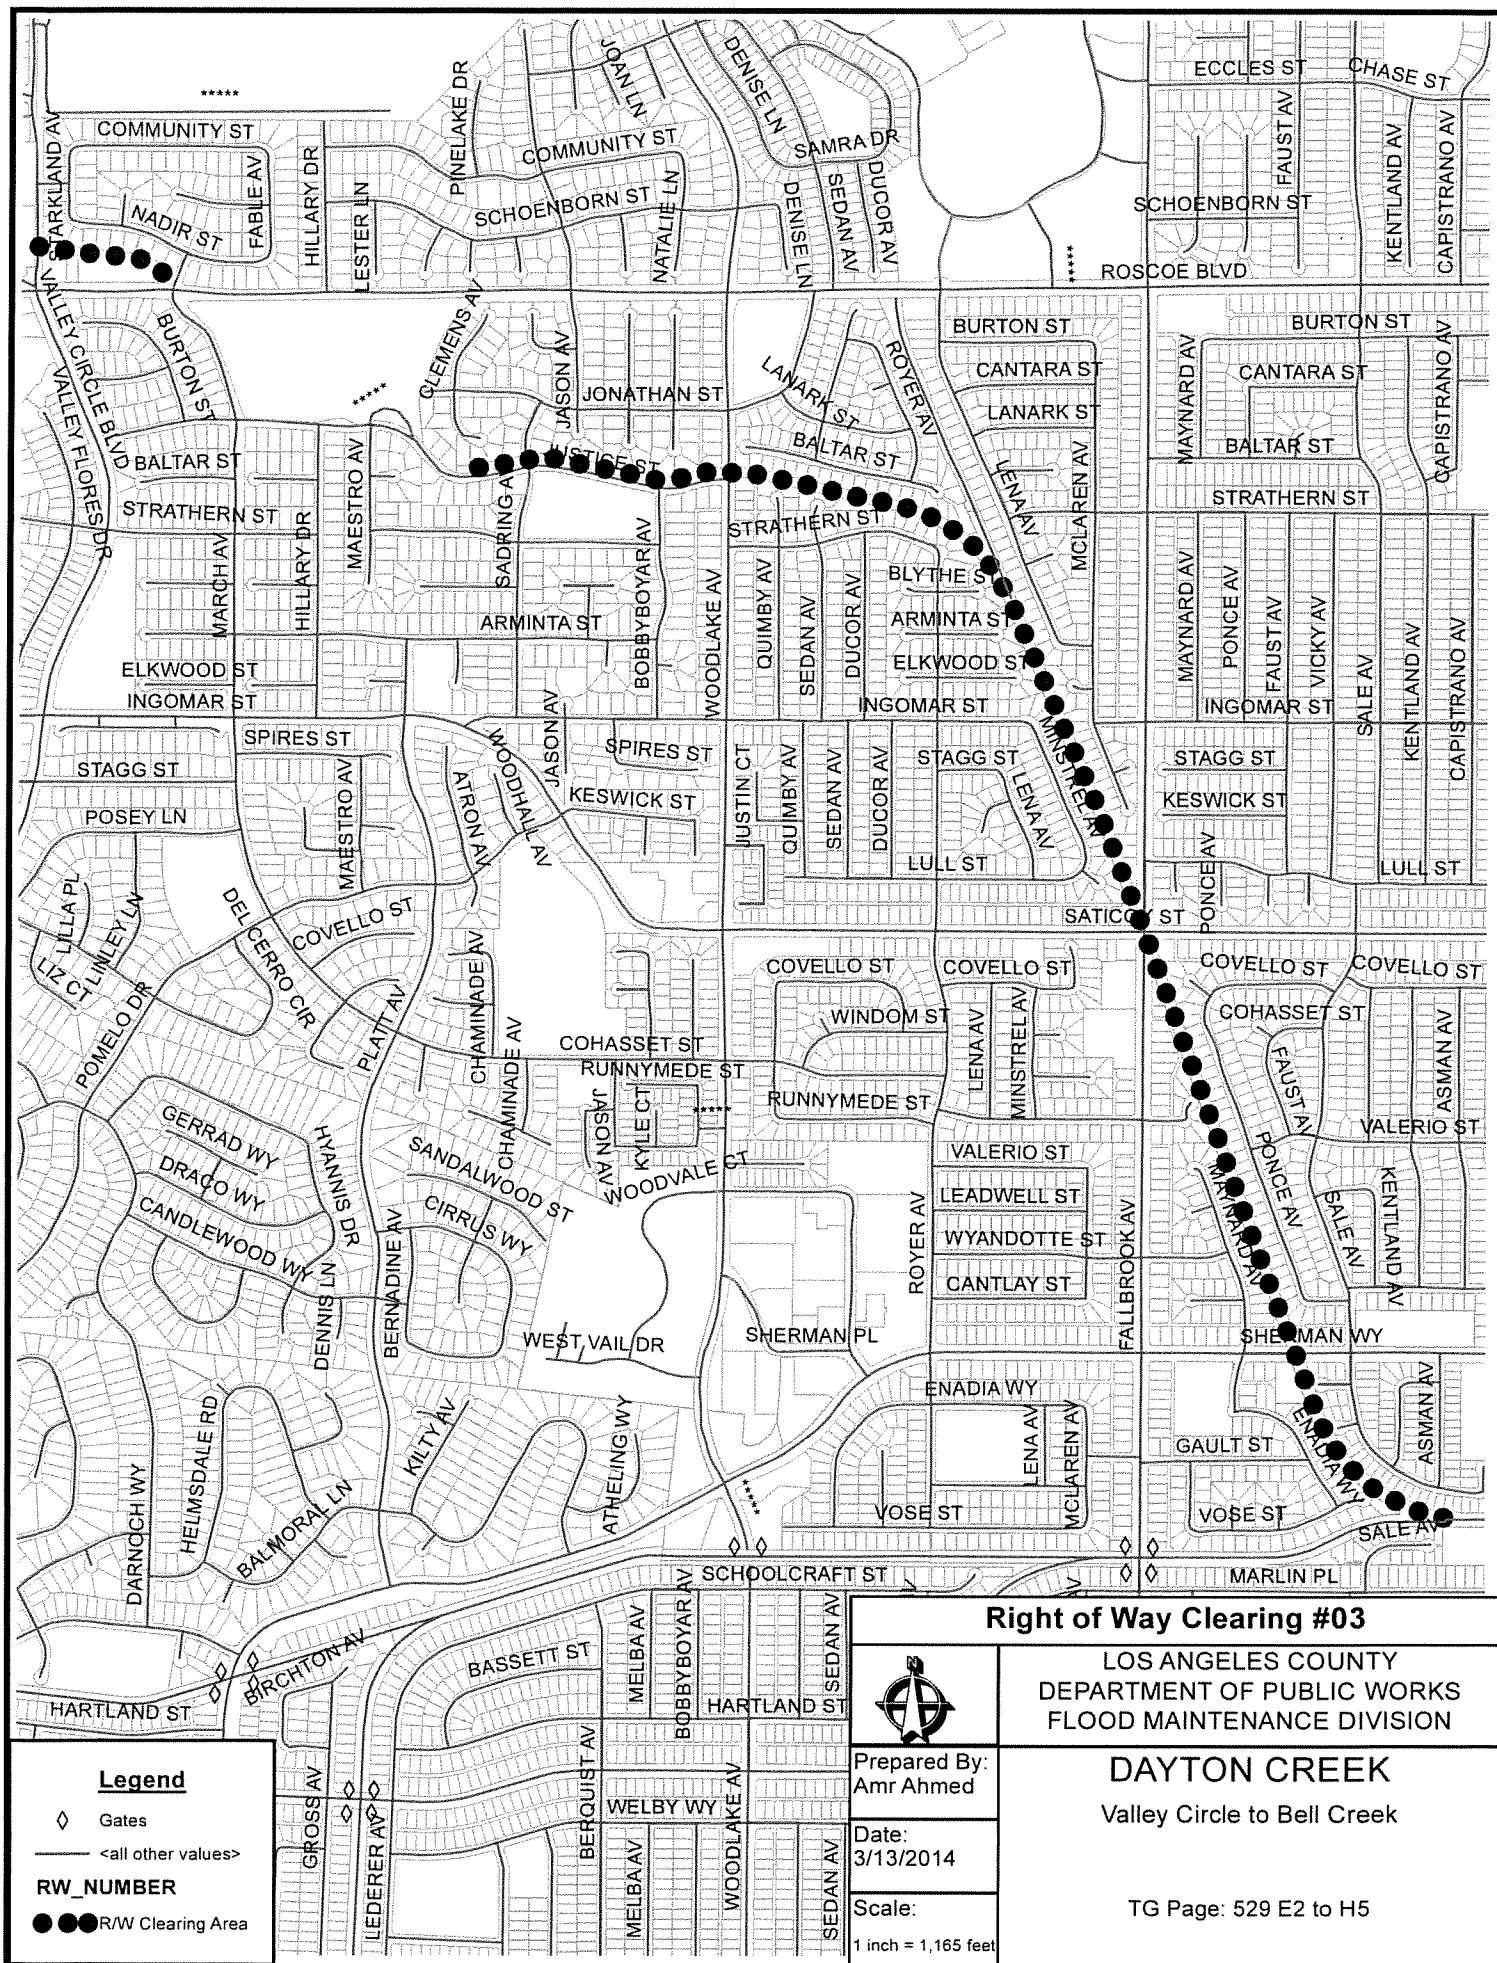 *****
PINELAKE DR
JOAN LN
DENISE LN
ECCLES ST
CHASE ST
STARKLAND AV
COMMUNITY ST
FABLE AV
HILLARY DR
LESTER LN
COMMUNITY ST
SAMRA DR
FAUST AV
KENTLAND AV
CAPISTRANO AV
NADIR ST
SCHOENBORN ST
NATALIE LN
DENISE LN
SEDAN AV
DUCOR AV
SCHOENBORN ST
*****
ROSCOE BLVD
VALLEY CIRCLE BLVD
BURTON ST
CLEMENS AV
JASON AV
BURTON ST
BURTON ST
VALLEY FLORES DR
*****
JONATHAN ST
LANARK ST
ROYER AV
CANTARA ST
MAYNARD AV
CANTARA ST
CAPISTRANO AV
LANARK ST
BALTAR ST
MAESTRO AV
JUSTICE ST
BALTAR ST
LENA AV
MCLAREN AV
BALTAR ST
STRATHERN ST
SADRING AV
STRATHERN ST
STRATHERN ST
MARCH AV
HILLARY DR
BOBBYBOYAR AV
WOODLAKE AV
QUIMBY AV
SEDAN AV
DUCOR AV
BLYTHE ST
MAYNARD AV
PONCE AV
FAUST AV
VICKY AV
SALE AV
KENTLAND AV
CAPISTRANO AV
ARMINTA ST
ARMINTA ST
ELKWOOD ST
ELKWOOD ST
INGOMAR ST
INGOMAR ST
INGOMAR ST
SPIRES ST
WOODHALL AV
JASON AV
SPIRES ST
MINSTREL AV
STAGG ST
MAESTRO AV
ATRON AV
JUSTIN CT
QUIMBY AV
SEDAN AV
DUCOR AV
STAGG ST
LENA AV
STAGG ST
KESWICK ST
KESWICK ST
POSEY LN
LULL ST
PONCE AV
LULL ST
LILLA PL
LINLEY LN
LIZ CT
DEL CERRO CIR
COVELLO ST
SATICOY ST
CHAMINADE AV
COVELLO ST
COVELLO ST
COVELLO ST
COVELLO ST
POMELO DR
PLATT AV
CHAMINADE AV
COHASSET ST
WINDOM ST
LENA AV
MINSTREL AV
COHASSET ST
FAUST AV
ASMAN AV
RUNNYMEDE ST
RUNNYMEDE ST
JASON AV
KYLE CT
*****
GERRAD WY
HYANNIS DR
SANDALWOOD ST
WOODVALE CT
VALERIO ST
VALERIO ST
DRACO WY
CIRRUS WY
LEADWELL ST
MAYNARD AV
PONCE AV
SALE AV
KENTLAND AV
CANDLEWOOD WY
BERNADINE AV
ROYER AV
WYANDOTTE ST
FALLBROOK AV
DENNIS LN
CANTLAY ST
WEST VAIL DR
SHERMAN PL
SHERMAN WY
HELMSDALE RD
KILTY AV
ATHELING WY
ENADIA WY
LENA AV
MCLAREN AV
ENADIA WY
GAULT ST
ASMAN AV
DARNOCH WY
BALMORAL LN
*****
VOSE ST
VOSE ST
SALE AV
SCHOOLCRAFT ST
MARLIN PL
AV
BIRCHTON AV
BASSETT ST
MELBA AV
BOBBYBOYAR AV
SEDAN AV
HARTLAND ST
HARTLAND ST
GROSS AV
LEDERER AV
BERQUIST AV
WELBY WY
MELBA AV
WOODLAKE AV
SEDAN AV
Legend
Gates
<all other values>
RW_NUMBER
R/W Clearing Area
Right of Way Clearing #03
N
LOS ANGELES COUNTY
DEPARTMENT OF PUBLIC WORKS
FLOOD MAINTENANCE DIVISION
Prepared By:
Amr Ahmed
DAYTON CREEK
Valley Circle to Bell Creek
Date:
3/13/2014
Scale:
1 inch = 1,165 feet
TG Page: 529 E2 to H5